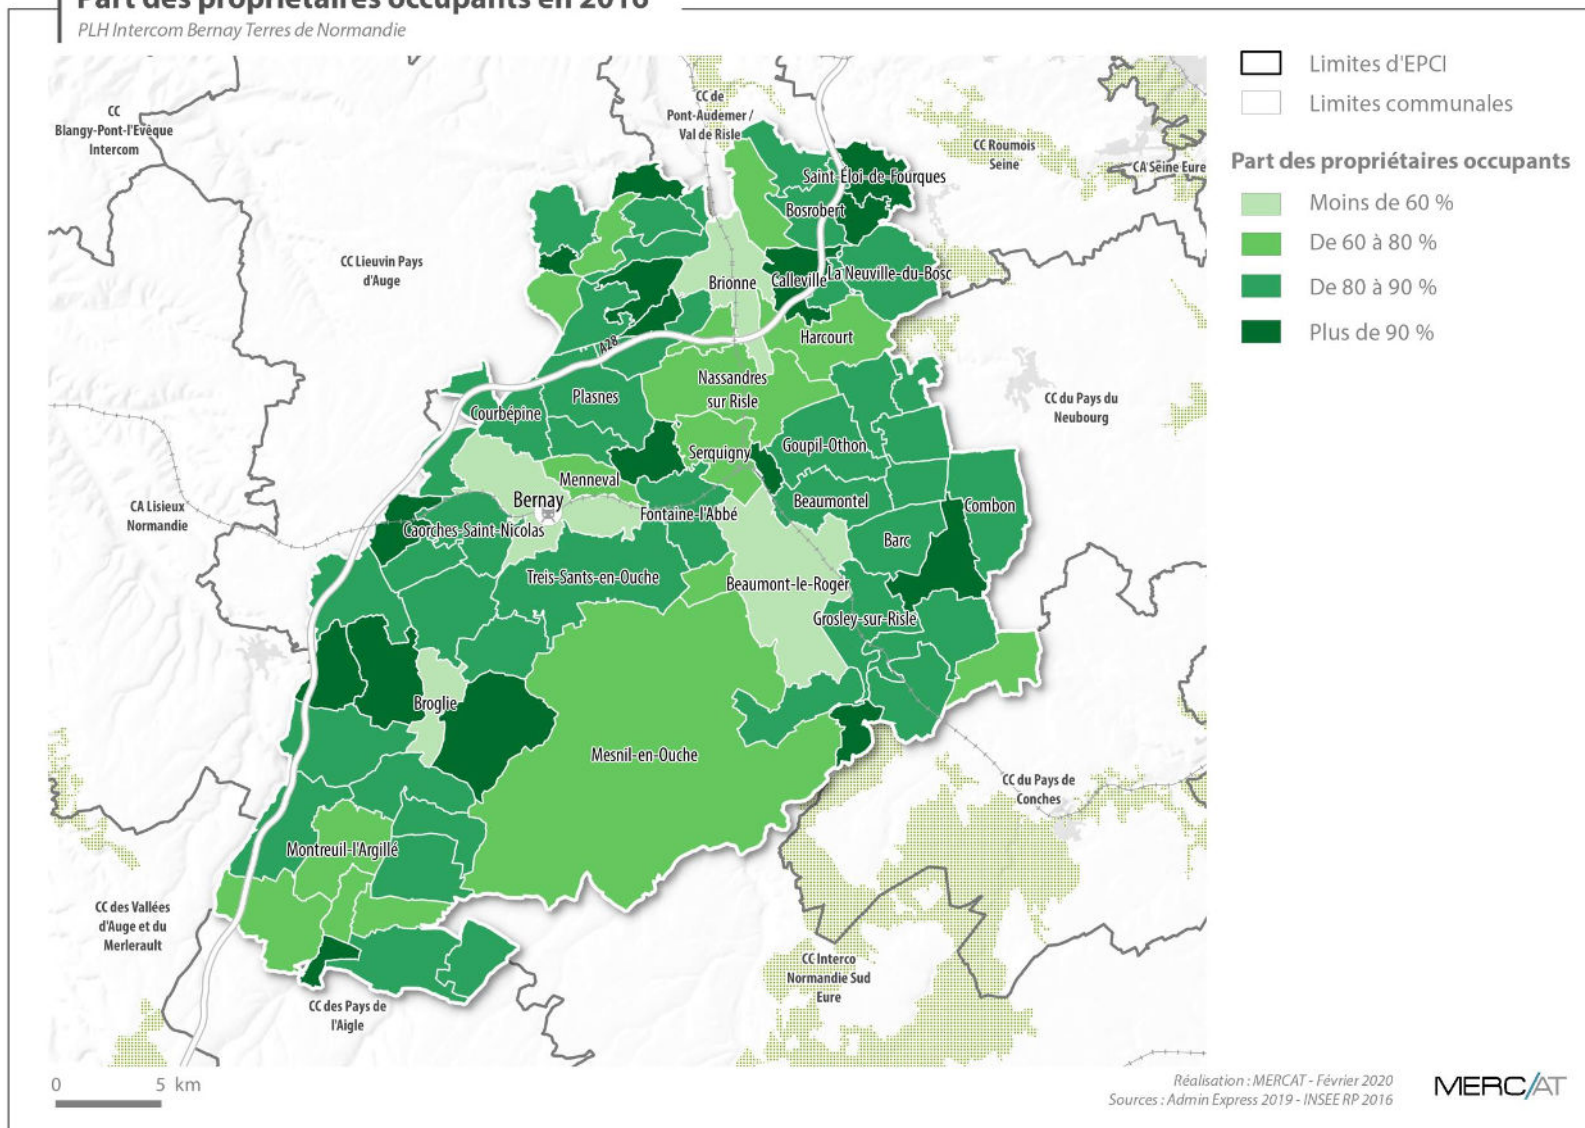 Part des propriétaires occupants en 2016
PLH Intercom Bernay Terres de Normandie
Limites d'EPCI
Limites communales
Part des propriétaires occupants
Moins de 60 %
De 60 à 80 %
De 80 à 90 %
Plus de 90 %
CC
Blangy-Pont-l'Evêque
Intercom
CC de
Pont-Audemer /
Val de Risle
CC Roumois
Seine
CA Seine Eure
Saint-Éloi-de-Fourques
Bosrobert
CC Lieuvin Pays
d'Auge
Brionne
Calleville
La Neuville-du-Bosc
Harcourt
A28
Nassandres
sur Risle
Plasnes
Courbépine
CC du Pays du
Neubourg
Serquigny
Goupil-Othon
Menneval
Bernay
Fontaine-l'Abbé
Beaumontel
Combon
CA Lisieux
Normandie
Caorches-Saint-Nicolas
Barc
Treis-Sants-en-Ouche
Beaumont-le-Roger
Grosley-sur-Risle
Broglie
Mesnil-en-Ouche
CC du Pays de
Conches
Montreuil-l'Argillé
CC des Vallées
d'Auge et du
Merlerault
CC Interco
Normandie Sud
Eure
CC des Pays de
l'Aigle
0 5 km
Réalisation : MERCAT - Février 2020
Sources : Admin Express 2019 - INSEE RP 2016
MERC/AT